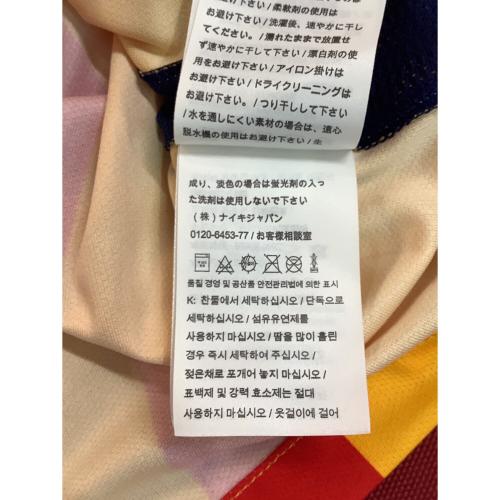 お避け下さい / 柔軟剤の使用は
お避け下さい / 洗濯後、速やかに干し
てください。/ 濡れたままで放置せ
ず速やかに干して下さい / 漂白剤の使
用をお避け下さい / アイロン掛けは
お避け下さい / ドライクリーニングは
お避け下さい。/ つり干しして下さい
/ 水を通しにくい素材の場合は、遠心
脱水機の使用はお避け下さい / 生
成り、淡色の場合は蛍光剤の入っ
た洗剤は使用しないで下さい
（株）ナイキジャパン
0120-6453-77 / お客様相談室
품질 경영 및 공산품 안전관리법에 의한 표시
K: 찬물에서 세탁하십시오 / 단독으로
세탁하십시오 / 섬유유연제를
사용하지 마십시오 / 땀을 많이 흘린
경우 즉시 세탁하여 주십시오 /
젖은채로 포개어 놓지 마십시오 /
표백제 및 강력 효소제는 절대
사용하지 마십시오 / 옷걸이에 걸어